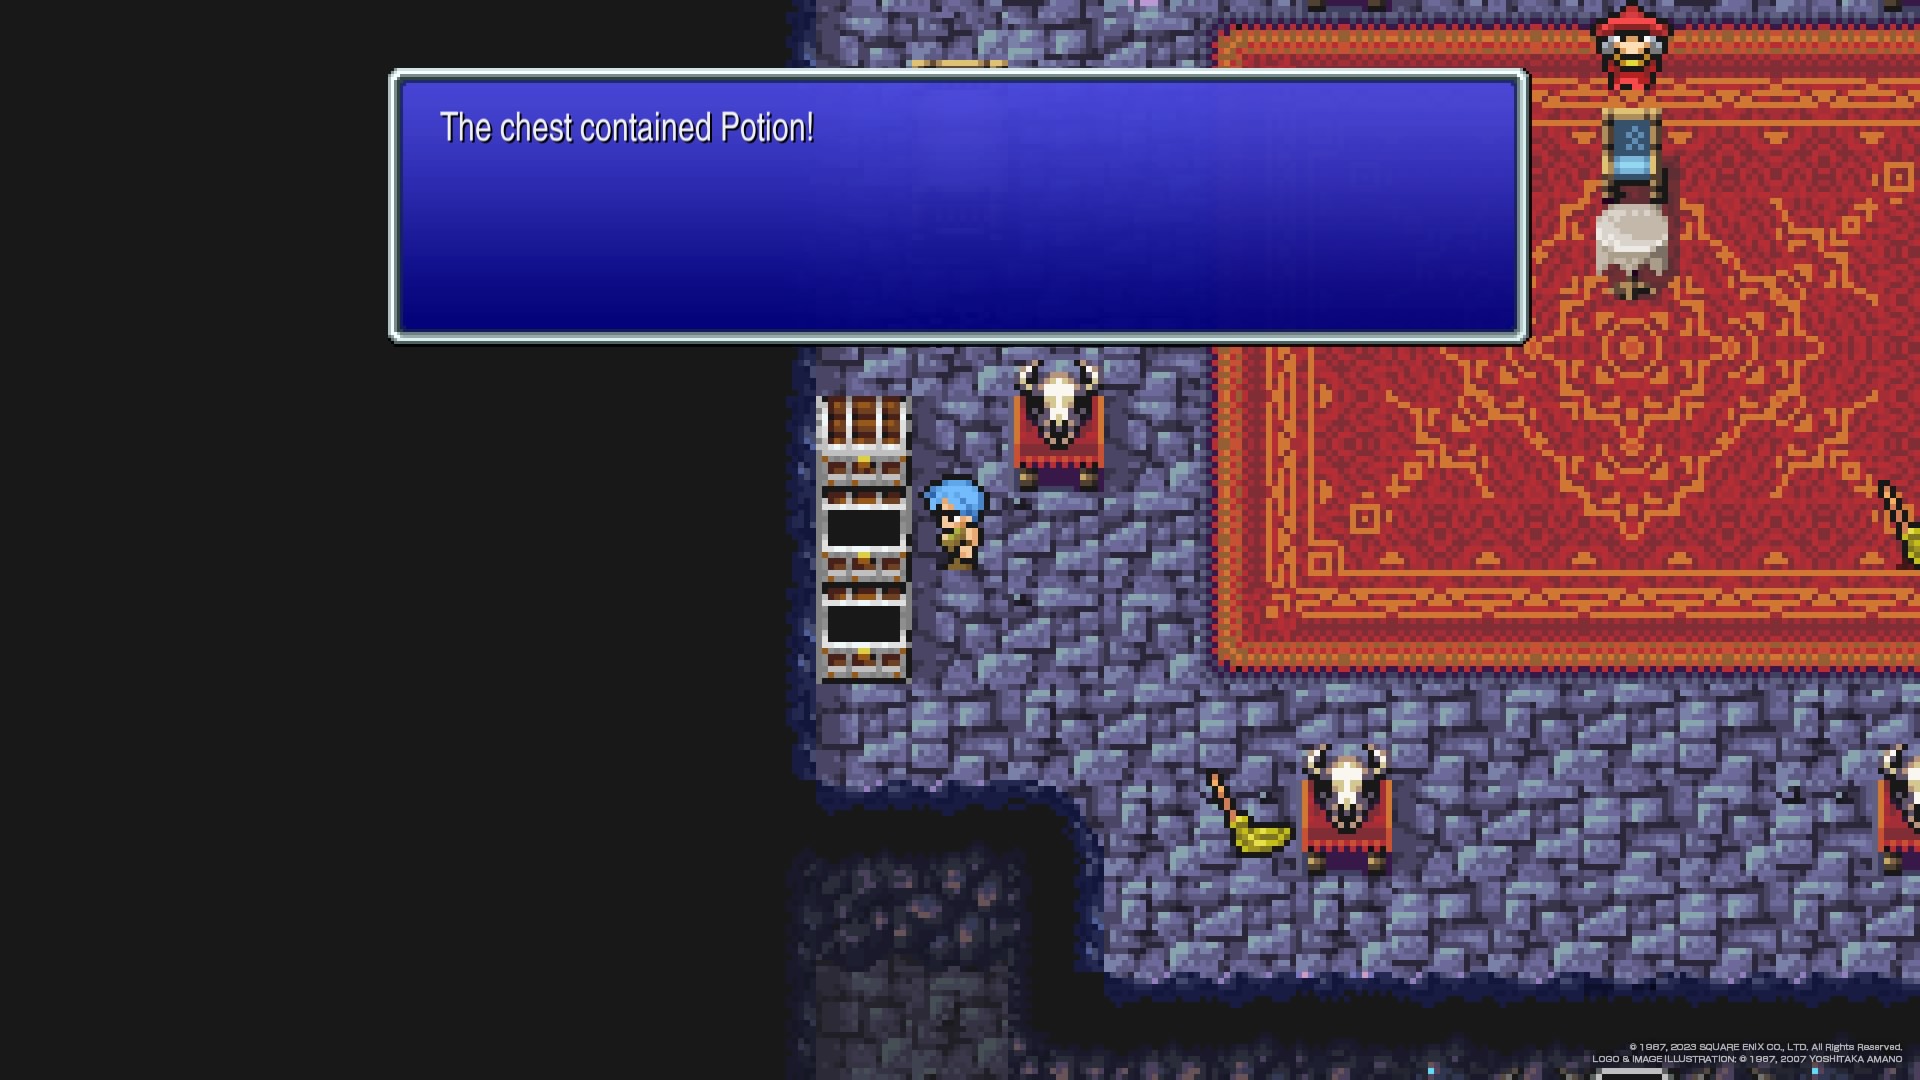 The chest contained Potion!
© 1987, 2023 SQUARE ENIX CO., LTD. All Rights Reserved.
LOGO & IMAGE ILLUSTRATION: © 1987, 2007 YOSHITAKA AMANO